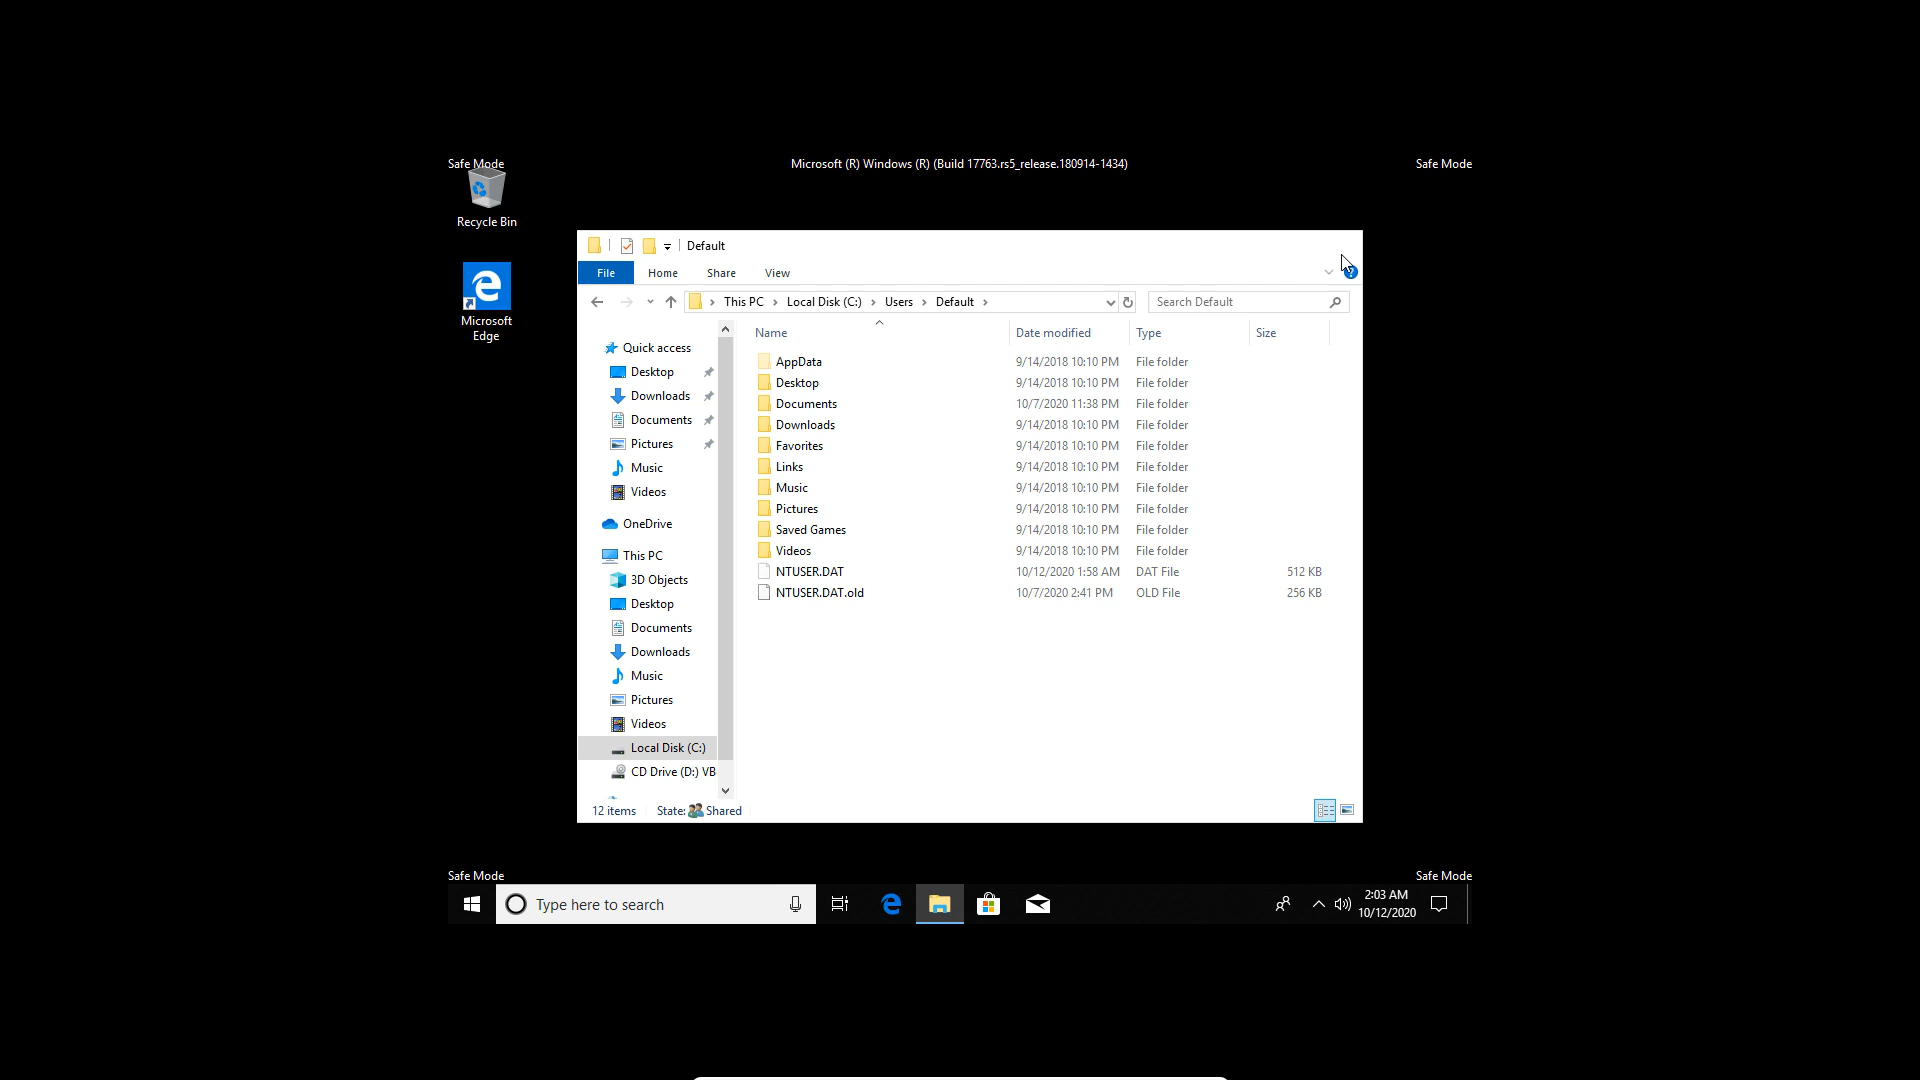 Safe Mode
Microsoft (R) Windows (R) (Build 17763.rs5_release.180914-1434)
Safe Mode
Recycle Bin
Microsoft
Edge
Default
File Home Share View
This PC Local Disk (C:) Users Default
Search Default
Name Date modified Type Size
Quick access
Desktop
Downloads
Documents
Pictures
Music
Videos
OneDrive
This PC
3D Objects
Desktop
Documents
Downloads
Music
Pictures
Videos
Local Disk (C:)
CD Drive (D:) VB
AppData 9/14/2018 10:10 PM File folder
Desktop 9/14/2018 10:10 PM File folder
Documents 10/7/2020 11:38 PM File folder
Downloads 9/14/2018 10:10 PM File folder
Favorites 9/14/2018 10:10 PM File folder
Links 9/14/2018 10:10 PM File folder
Music 9/14/2018 10:10 PM File folder
Pictures 9/14/2018 10:10 PM File folder
Saved Games 9/14/2018 10:10 PM File folder
Videos 9/14/2018 10:10 PM File folder
NTUSER.DAT 10/12/2020 1:58 AM DAT File 512 KB
NTUSER.DAT.old 10/7/2020 2:41 PM OLD File 256 KB
12 items State: Shared
Safe Mode
Safe Mode
Type here to search
2:03 AM
10/12/2020